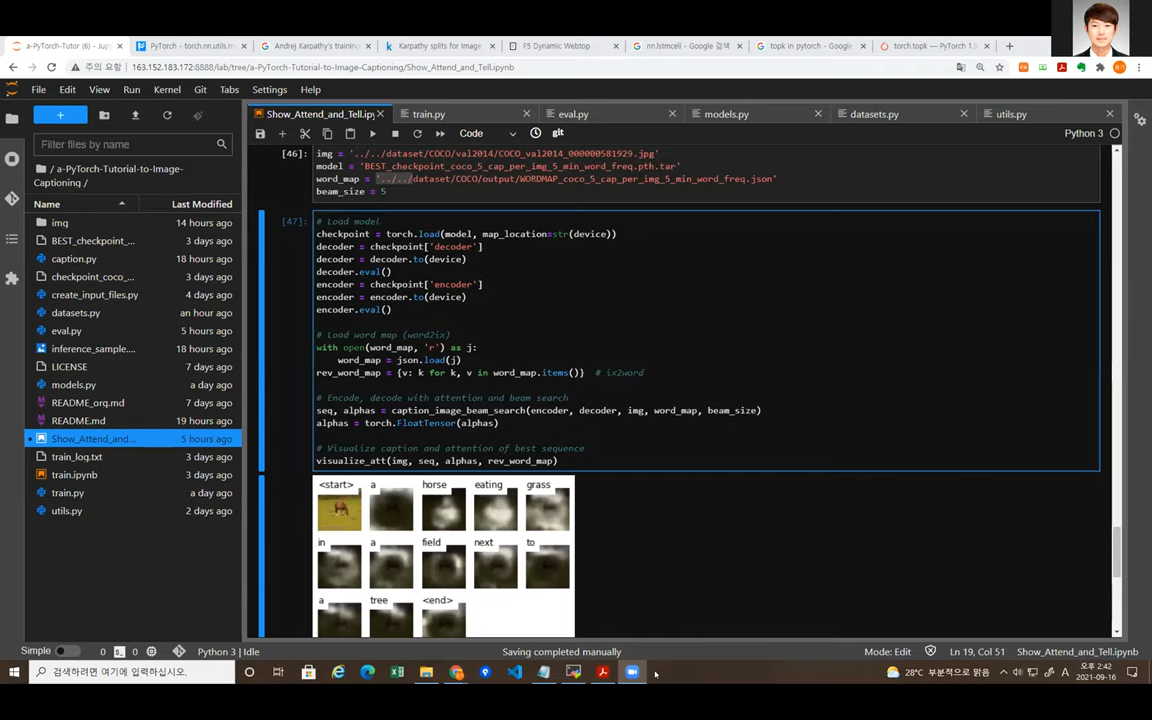 a-PyTorch-Tutor (6) - Jup
PyTorch - torch.nn.utils.m
Andrej Karpathy's training
Karpathy splits for Image
F5 Dynamic Webtop
nn.lstmcell - Google 검색
topk in pytorch - Google
torch.topk — PyTorch 1.9
주의 요함 | 163.152.183.172:8888/lab/tree/a-PyTorch-Tutorial-to-Image-Captioning/Show_Attend_and_Tell.ipynb
File Edit View Run Kernel Git Tabs Settings Help
Show_Attend_and_Tell.ipy
train.py
eval.py
models.py
datasets.py
utils.py
Code
git
Python 3
Filter files by name
/ a-PyTorch-Tutorial-to-Image-
Captioning /
Name Last Modified
img 14 hours ago
BEST_checkpoint_... 3 days ago
caption.py 18 hours ago
checkpoint_coco_... 3 days ago
create_input_files.py 4 days ago
datasets.py an hour ago
eval.py 5 hours ago
inference_sample... 18 hours ago
LICENSE 7 days ago
models.py a day ago
README_org.md 7 days ago
README.md 19 hours ago
Show_Attend_and... 5 hours ago
train_log.txt 3 days ago
train.ipynb 3 days ago
train.py a day ago
utils.py 2 days ago
[46]: img = '../../dataset/COCO/val2014/COCO_val2014_000000581929.jpg'
model = 'BEST_checkpoint_coco_5_cap_per_img_5_min_word_freq.pth.tar'
word_map = '../../dataset/COCO/output/WORDMAP_coco_5_cap_per_img_5_min_word_freq.json'
beam_size = 5
[47]: # Load model
checkpoint = torch.load(model, map_location=str(device))
decoder = checkpoint['decoder']
decoder = decoder.to(device)
decoder.eval()
encoder = checkpoint['encoder']
encoder = encoder.to(device)
encoder.eval()
# Load word map (word2ix)
with open(word_map, 'r') as j:
word_map = json.load(j)
rev_word_map = {v: k for k, v in word_map.items()} # ix2word
# Encode, decode with attention and beam search
seq, alphas = caption_image_beam_search(encoder, decoder, img, word_map, beam_size)
alphas = torch.FloatTensor(alphas)
# Visualize caption and attention of best sequence
visualize_att(img, seq, alphas, rev_word_map)
<start> a horse eating grass
in a field next to
a tree <end>
Simple 0 0 Python 3 | Idle Saving completed manually Mode: Edit Ln 19, Col 51 Show_Attend_and_Tell.ipynb
검색하려면 여기에 입력하십시오.
28°C 부분적으로 맑음
A
오후 2:42
2021-09-16